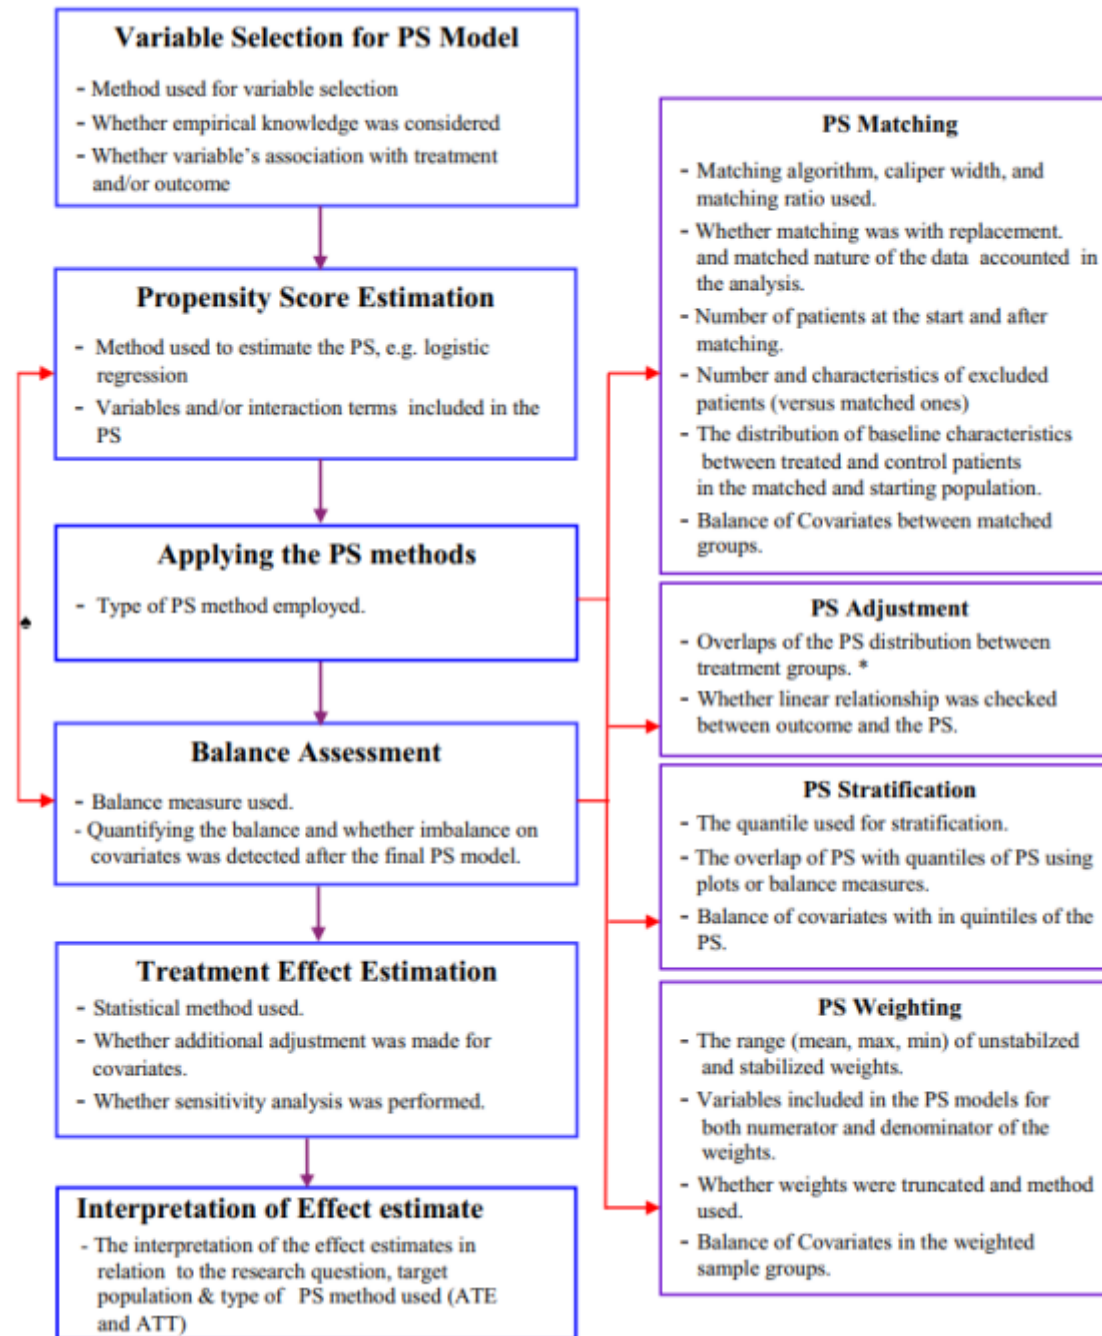 Variable Selection for PS Model
- Method used for variable selection
- Whether empirical knowledge was considered
- Whether variable's association with treatment
and/or outcome
Propensity Score Estimation
- Method used to estimate the PS, e.g. logistic
regression
- Variables and/or interaction terms included in the
PS
Applying the PS methods
- Type of PS method employed.
♠
Balance Assessment
- Balance measure used.
- Quantifying the balance and whether imbalance on
covariates was detected after the final PS model.
Treatment Effect Estimation
- Statistical method used.
- Whether additional adjustment was made for
covariates.
- Whether sensitivity analysis was performed.
Interpretation of Effect estimate
- The interpretation of the effect estimates in
relation to the research question, target
population & type of PS method used (ATE
and ATT)
PS Matching
- Matching algorithm, caliper width, and
matching ratio used.
- Whether matching was with replacement.
and matched nature of the data accounted in
the analysis.
- Number of patients at the start and after
matching.
- Number and characteristics of excluded
patients (versus matched ones)
- The distribution of baseline characteristics
between treated and control patients
in the matched and starting population.
- Balance of Covariates between matched
groups.
PS Adjustment
- Overlaps of the PS distribution between
treatment groups. *
- Whether linear relationship was checked
between outcome and the PS.
PS Stratification
- The quantile used for stratification.
- The overlap of PS with quantiles of PS using
plots or balance measures.
- Balance of covariates with in quintiles of the
PS.
PS Weighting
- The range (mean, max, min) of unstabilzed
and stabilized weights.
- Variables included in the PS models for
both numerator and denominator of the
weights.
- Whether weights were truncated and method
used.
- Balance of Covariates in the weighted
sample groups.